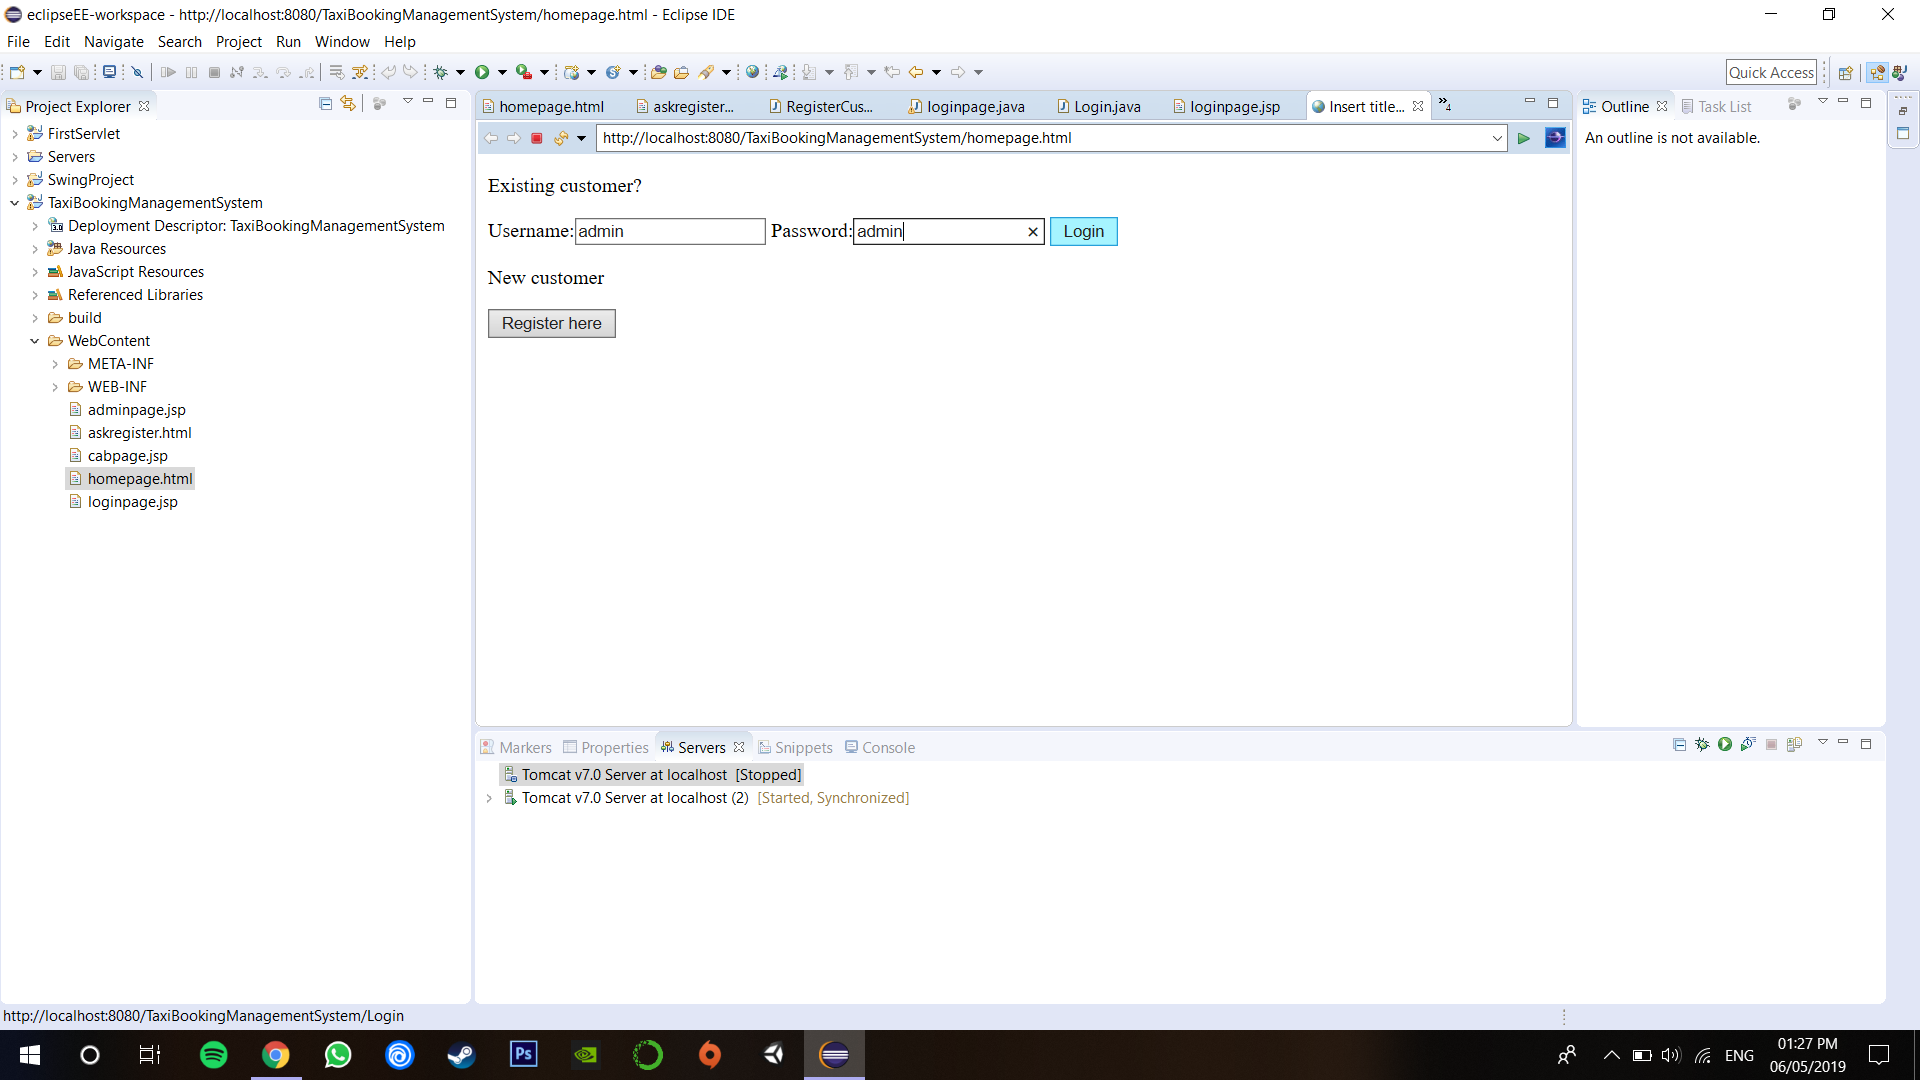 eclipseEE-workspace - http://localhost:8080/TaxiBookingManagementSystem/homepage.html - Eclipse IDE
File Edit Navigate Search Project Run Window Help
Quick Access
Project Explorer
FirstServlet
Servers
SwingProject
TaxiBookingManagementSystem
Deployment Descriptor: TaxiBookingManagementSystem
Java Resources
JavaScript Resources
Referenced Libraries
build
WebContent
META-INF
WEB-INF
adminpage.jsp
askregister.html
cabpage.jsp
homepage.html
loginpage.jsp
homepage.html askregister... RegisterCus... loginpage.java Login.java loginpage.jsp Insert title... »4
http://localhost:8080/TaxiBookingManagementSystem/homepage.html
Existing customer?
Username: admin Password: admin Login
New customer
Register here
Outline Task List
An outline is not available.
Markers Properties Servers Snippets Console
Tomcat v7.0 Server at localhost [Stopped]
Tomcat v7.0 Server at localhost (2) [Started, Synchronized]
http://localhost:8080/TaxiBookingManagementSystem/Login
Ps
ENG
01:27 PM
06/05/2019